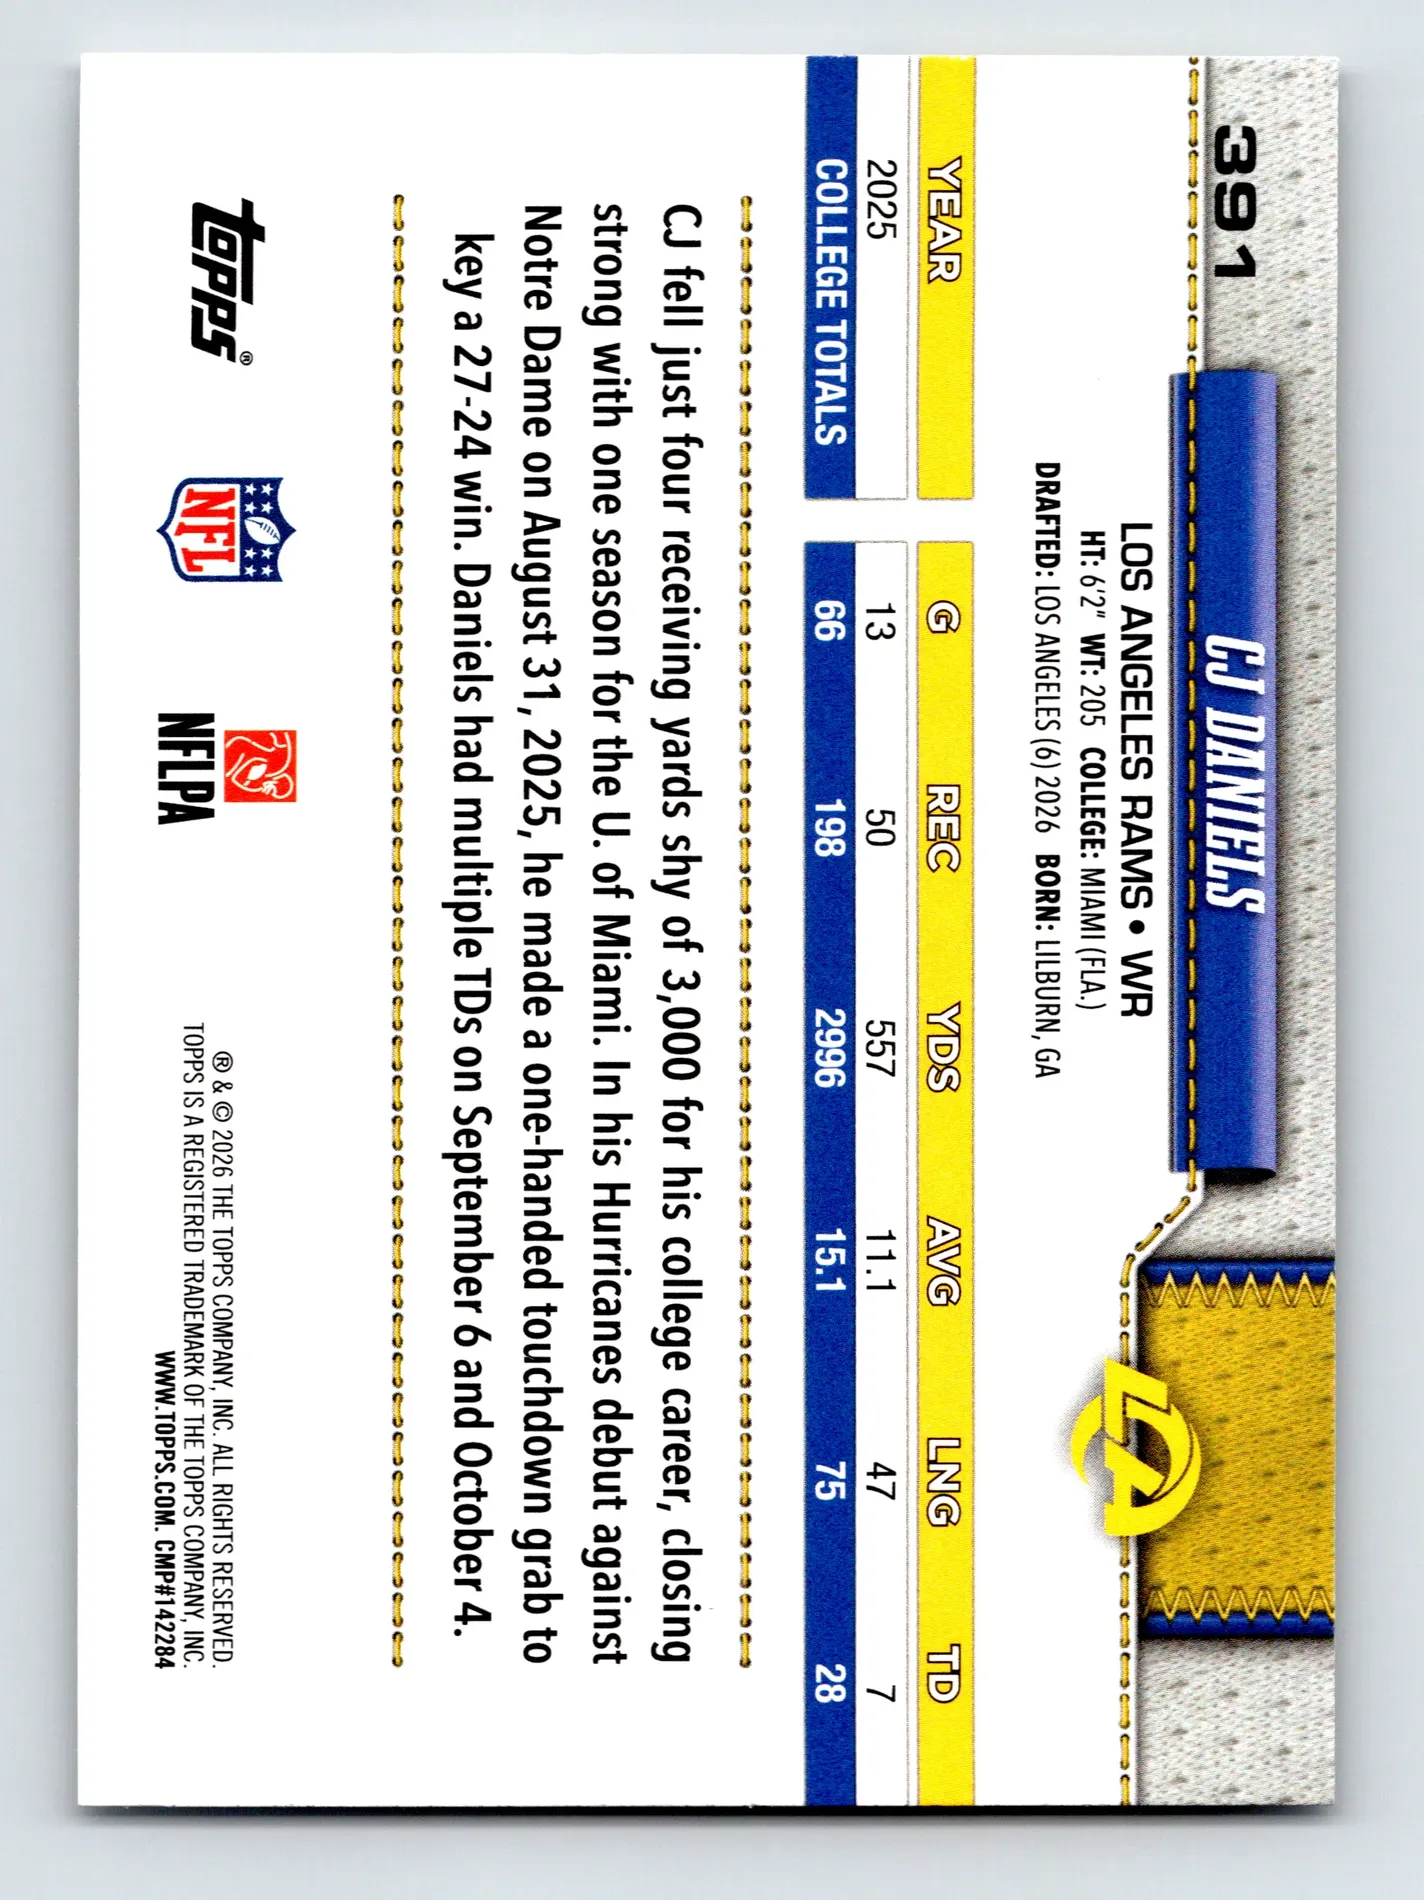 391
CJ DANIELS
LOS ANGELES RAMS • WR
HT: 6'2" WT: 205 COLLEGE: MIAMI (FLA.)
DRAFTED: LOS ANGELES (6) 2026 BORN: LILBURN, GA
LA
YEAR G REC YDS AVG LNG TD
2025 13 50 557 11.1 47 7
COLLEGE TOTALS 66 198 2996 15.1 75 28
CJ fell just four receiving yards shy of 3,000 for his college career, closing
strong with one season for the U. of Miami. In his Hurricanes debut against
Notre Dame on August 31, 2025, he made a one-handed touchdown grab to
key a 27-24 win. Daniels had multiple TDs on September 6 and October 4.
topps®
NFL
NFLPA
® & © 2026 THE TOPPS COMPANY, INC. ALL RIGHTS RESERVED.
TOPPS IS A REGISTERED TRADEMARK OF THE TOPPS COMPANY, INC.
WWW.TOPPS.COM. CMP#142284